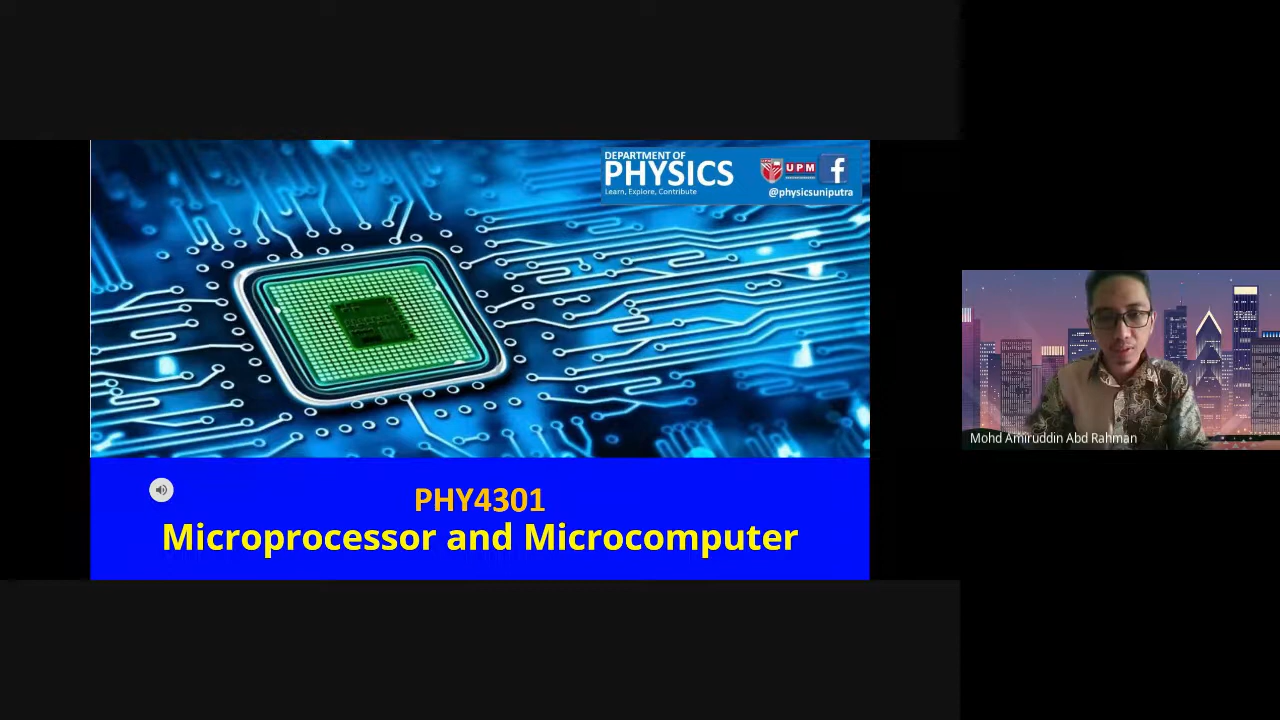 DEPARTMENT OF
PHYSICS
Learn, Explore, Contribute
UPM
@physicsuniputra
PHY4301
Microprocessor and Microcomputer
Mohd Amiruddin Abd Rahman